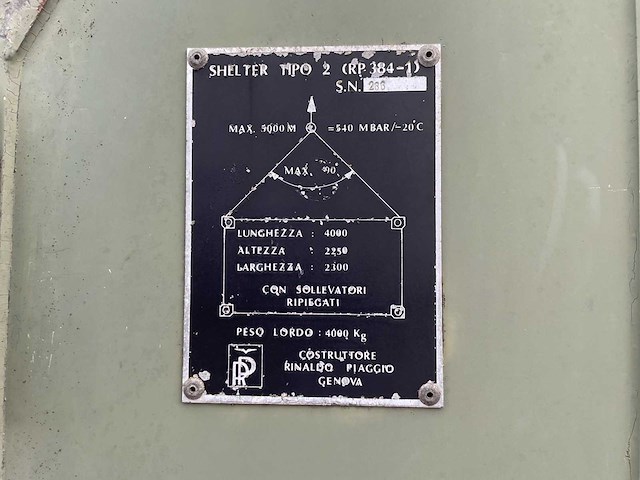 SHELTER TIPO 2 (RP.384-1)
S.N. 286
MAX. 5000 M = 540 MBAR/-20°C
MAX. 90
LUNGHEZZA : 4000
ALTEZZA : 2250
LARGHEZZA : 2300
CON SOLLEVATORI
RIPIEGATI
PESO LORDO : 4000 Kg
COSTRUTTORE
RINALDO PIAGGIO
GENOVA